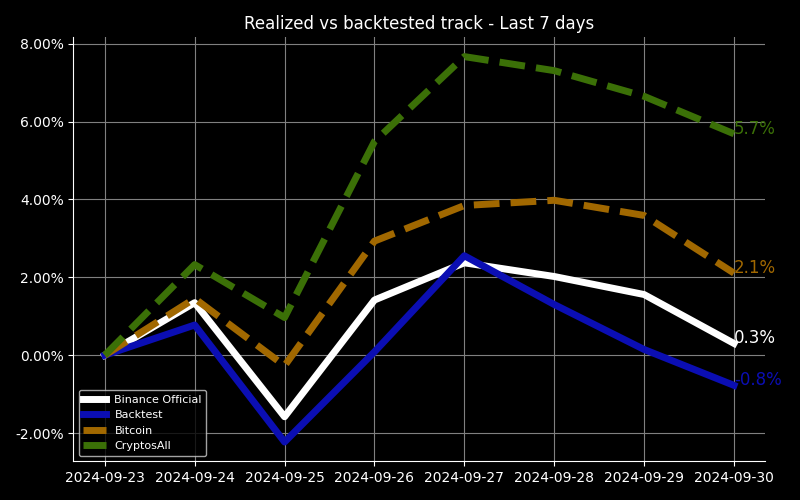 Realized vs backtested track - Last 7 days
8.00%
6.00%
4.00%
2.00%
0.00%
-2.00%
5.7%
2.1%
0.3%
-0.8%
Binance Official
Backtest
Bitcoin
CryptosAll
2024-09-23 2024-09-24 2024-09-25 2024-09-26 2024-09-27 2024-09-28 2024-09-29 2024-09-30